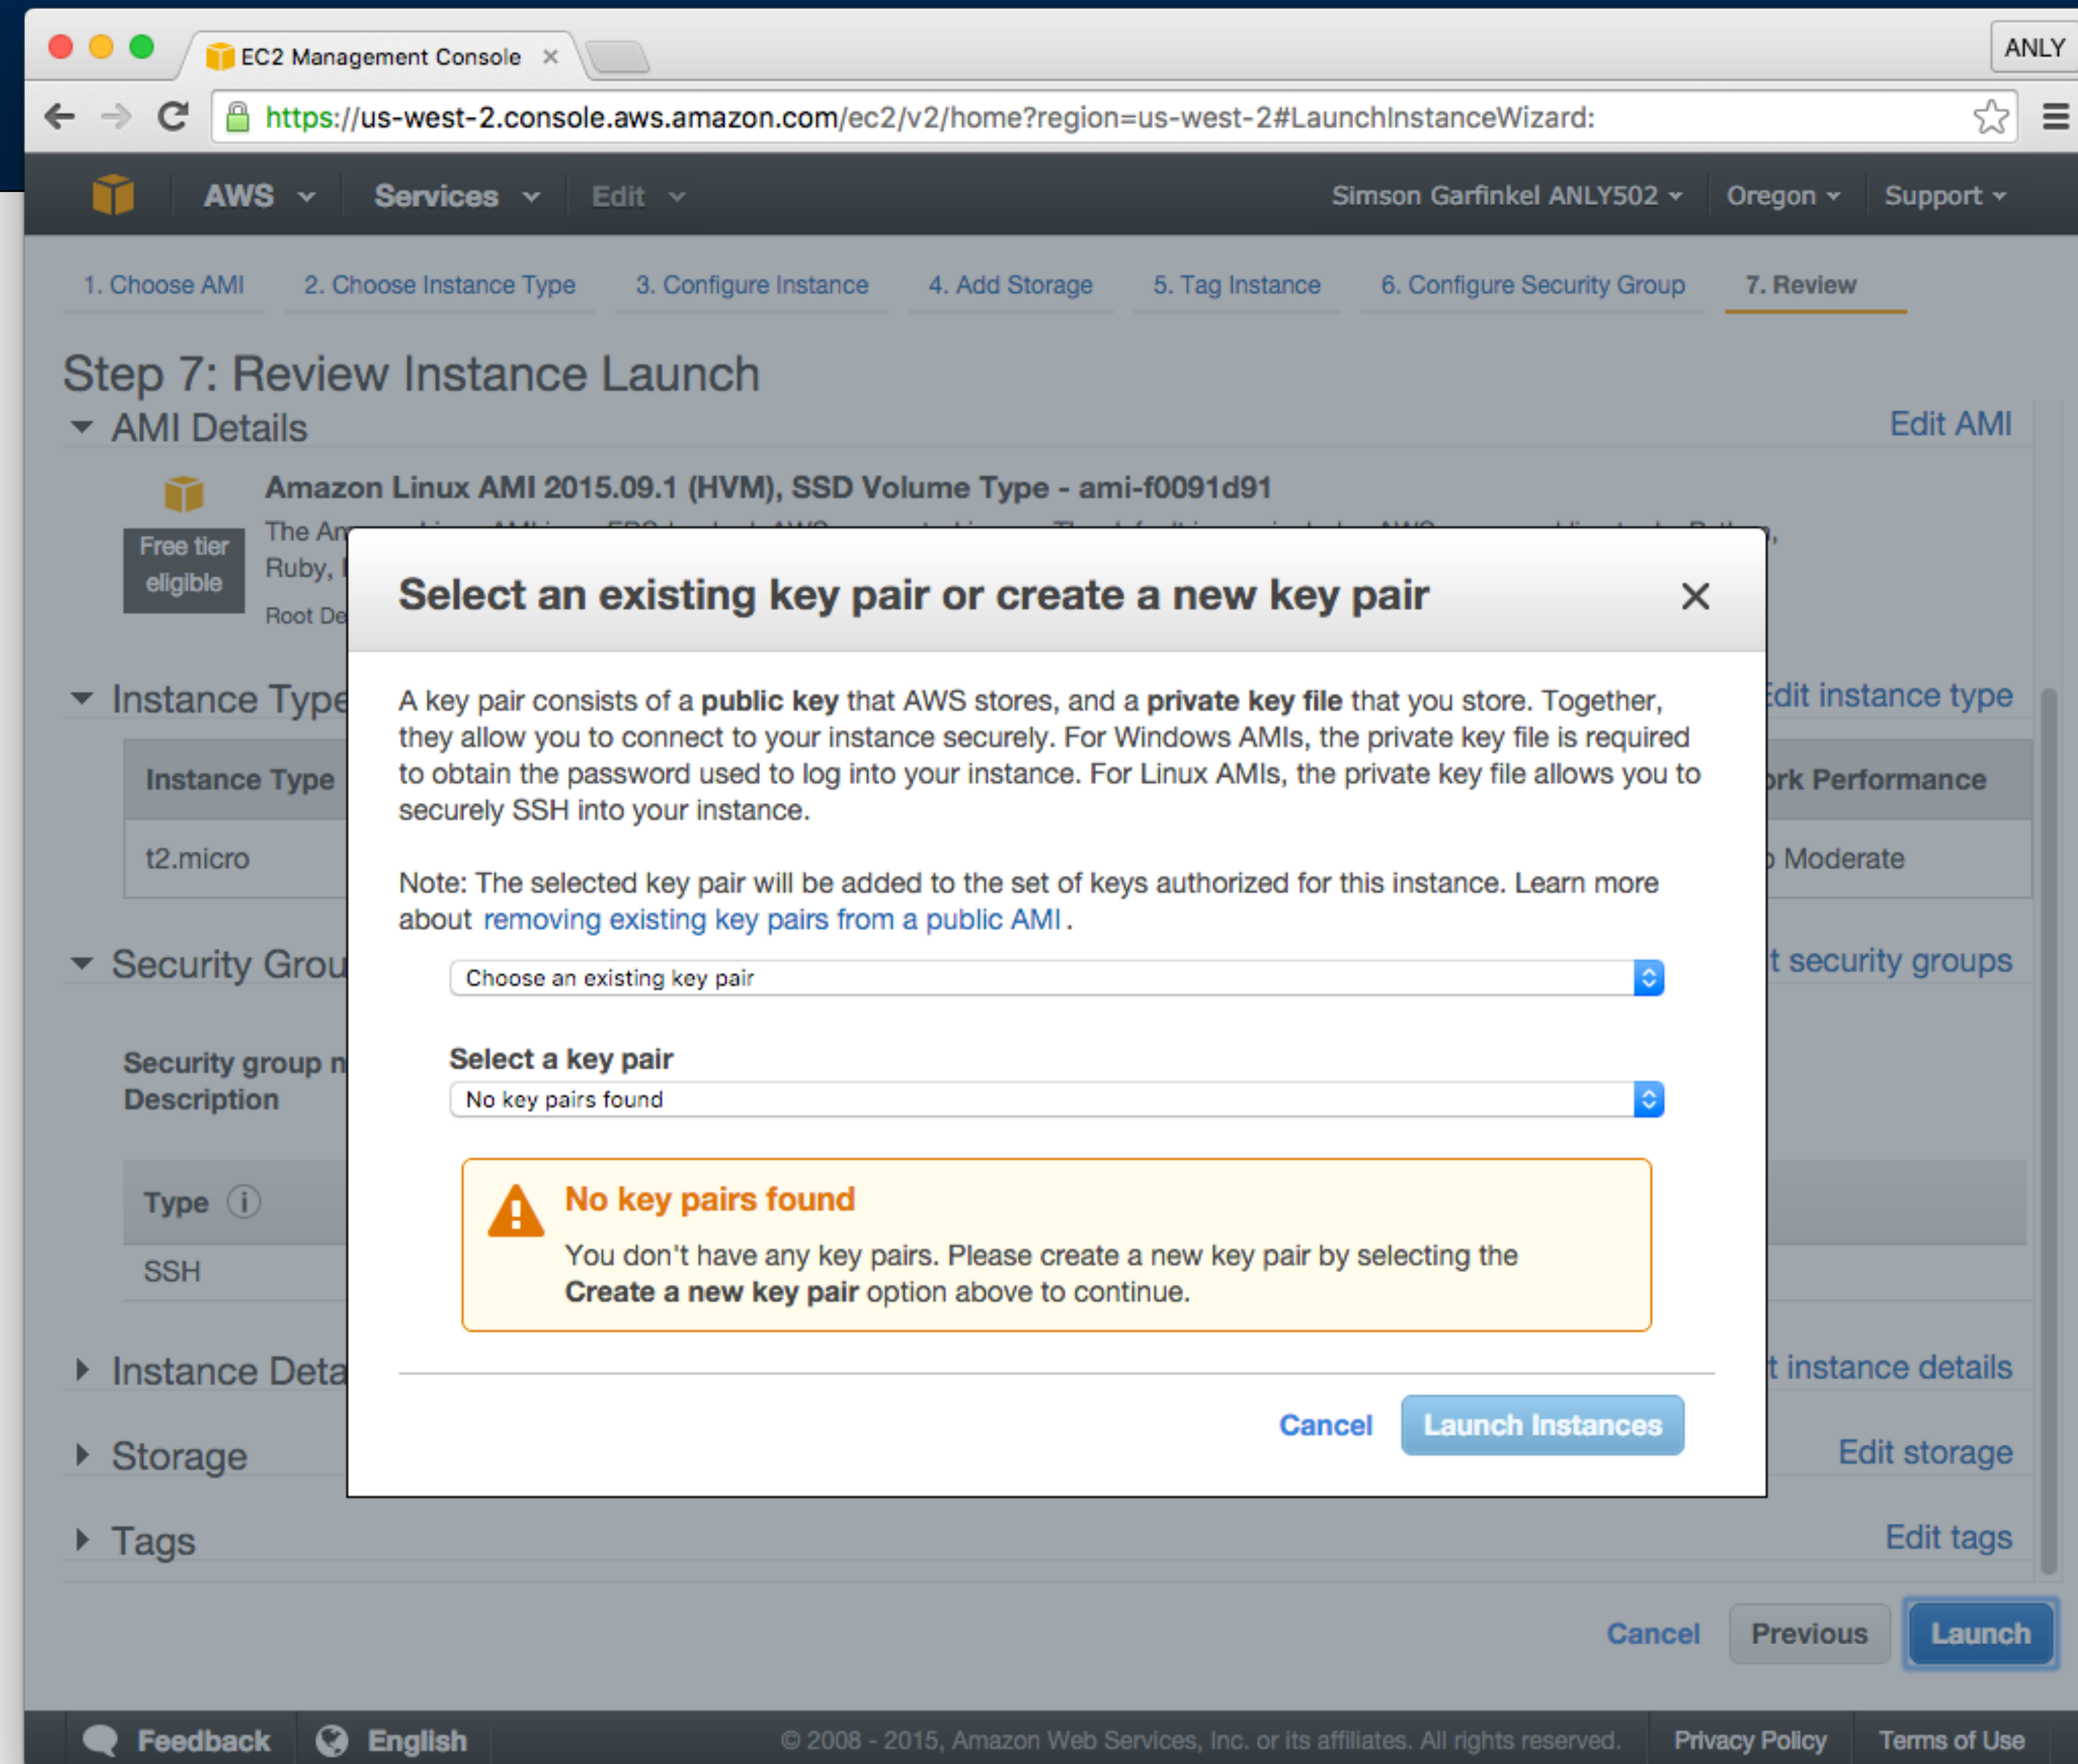 EC2 Management Console
ANLY
https://us-west-2.console.aws.amazon.com/ec2/v2/home?region=us-west-2#LaunchInstanceWizard:
AWS Services Edit Simson Garfinkel ANLY502 Oregon Support
1. Choose AMI 2. Choose Instance Type 3. Configure Instance 4. Add Storage 5. Tag Instance 6. Configure Security Group 7. Review
Step 7: Review Instance Launch
AMI Details Edit AMI
Amazon Linux AMI 2015.09.1 (HVM), SSD Volume Type - ami-f0091d91
Free tier
eligible
The
Ruby,
Root
Select an existing key pair or create a new key pair
A key pair consists of a public key that AWS stores, and a private key file that you store. Together,
they allow you to connect to your instance securely. For Windows AMIs, the private key file is required
to obtain the password used to log into your instance. For Linux AMIs, the private key file allows you to
securely SSH into your instance.
Note: The selected key pair will be added to the set of keys authorized for this instance. Learn more
about removing existing key pairs from a public AMI.
Choose an existing key pair
Select a key pair
No key pairs found
No key pairs found
You don't have any key pairs. Please create a new key pair by selecting the
Create a new key pair option above to continue.
Cancel Launch Instances
Instance Type Edit instance type
Instance Type Performance
t2.micro Moderate
Security security groups
Security group
Description
Type
SSH
Instance instance details
Storage Edit storage
Tags Edit tags
Cancel Previous Launch
Feedback English © 2008 - 2015, Amazon Web Services, Inc. or its affiliates. All rights reserved. Privacy Policy Terms of Use